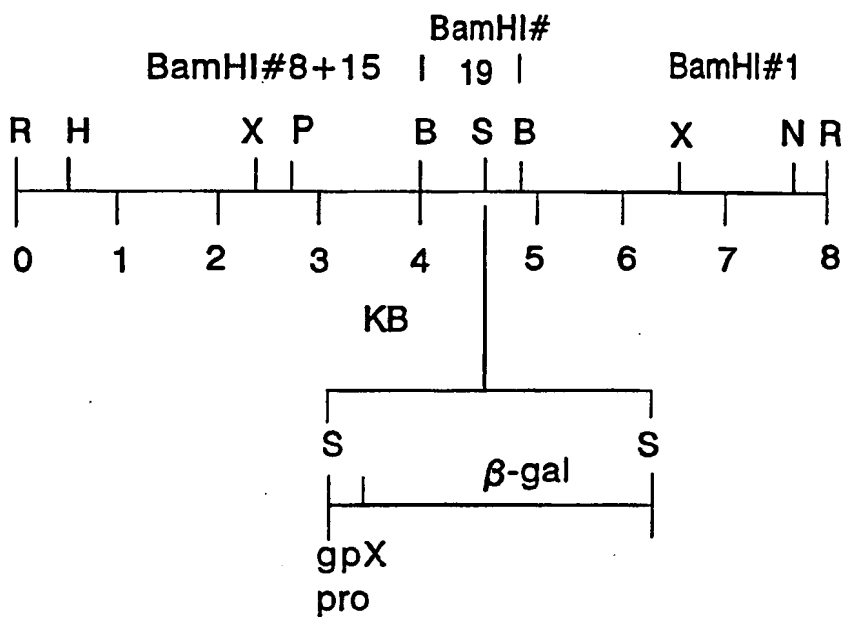 BamHI#
BamHI#8+15 19 BamHI#1
R H X P B S B X N R
0 1 2 3 4 5 6 7 8
KB
S S
β-gal
gpX
pro